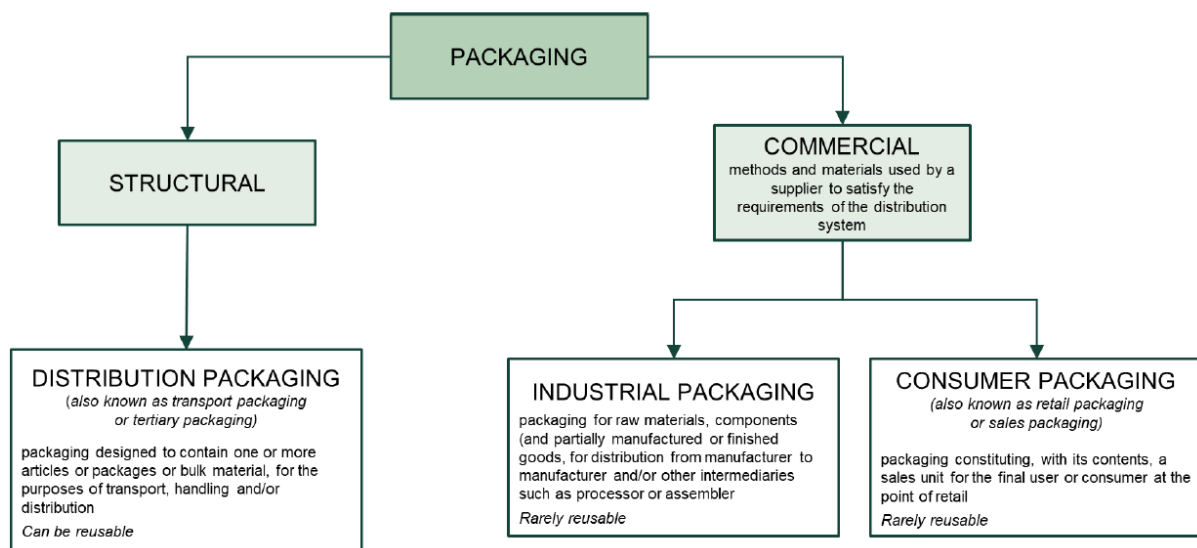 PACKAGING
STRUCTURAL
COMMERCIAL
methods and materials used by a
supplier to satisfy the
requirements of the distribution
system
DISTRIBUTION PACKAGING
(also known as transport packaging
or tertiary packaging)
packaging designed to contain one or more
articles or packages or bulk material, for the
purposes of transport, handling and/or
distribution
Can be reusable
INDUSTRIAL PACKAGING
packaging for raw materials, components
(and partially manufactured or finished
goods, for distribution from manufacturer to
manufacturer and/or other intermediaries
such as processor or assembler
Rarely reusable
CONSUMER PACKAGING
(also known as retail packaging
or sales packaging)
packaging constituting, with its contents, a
sales unit for the final user or consumer at the
point of retail
Rarely reusable